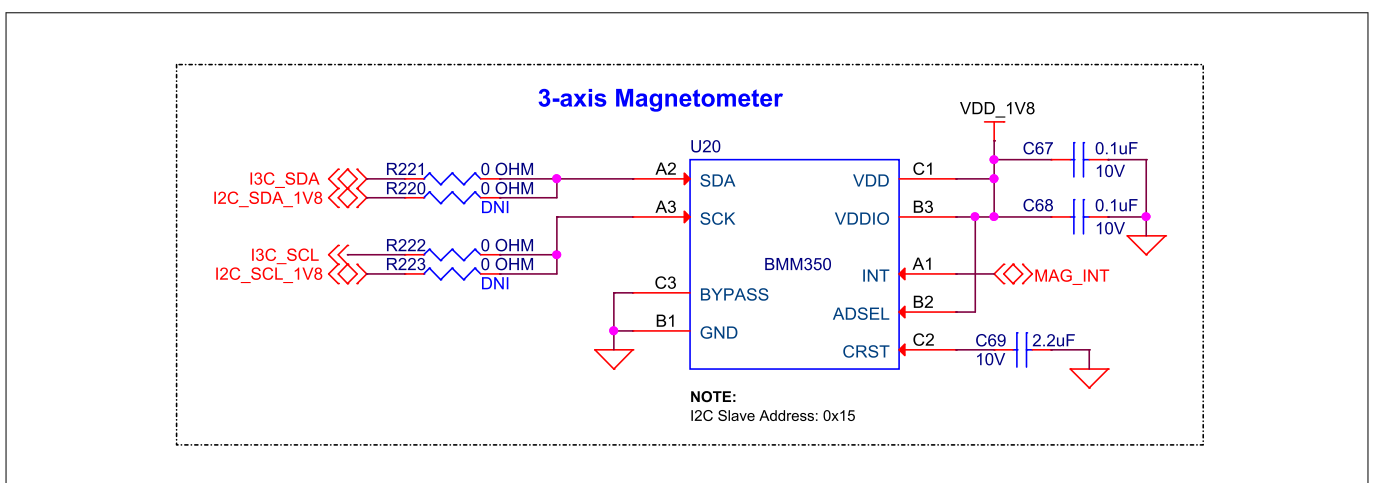 3-axis Magnetometer
VDD_1V8
U20
C67 0.1uF
10V
I3C_SDA R221 0 OHM A2 SDA VDD C1
I2C_SDA_1V8 R220 0 OHM
DNI
A3 SCK VDDIO B3 C68 0.1uF
10V
I3C_SCL R222 0 OHM
I2C_SCL_1V8 R223 0 OHM
DNI
BMM350
INT A1 MAG_INT
C3 BYPASS
ADSEL B2
B1 GND
CRST C2 C69 2.2uF
10V
NOTE:
I2C Slave Address: 0x15